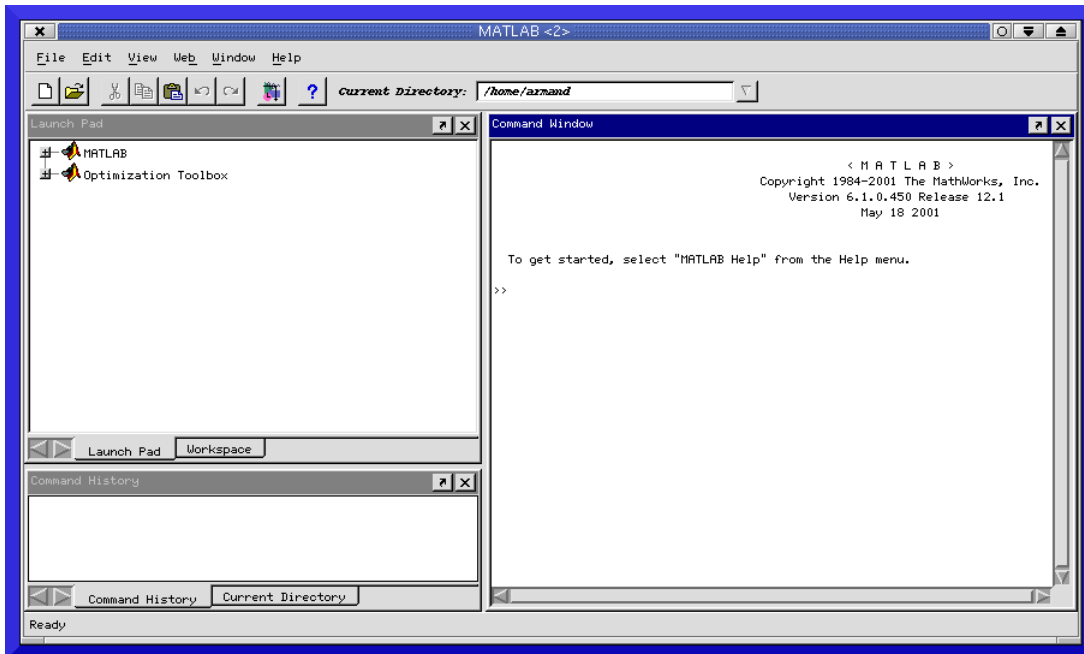 MATLAB <2>
File Edit View Web Window Help
? Current Directory: /home/armand
Launch Pad
MATLAB
Optimization Toolbox
Launch Pad Workspace
Command History
Command History Current Directory
Command Window
< M A T L A B >
Copyright 1984-2001 The MathWorks, Inc.
Version 6.1.0.450 Release 12.1
May 18 2001
To get started, select "MATLAB Help" from the Help menu.
>>
Ready